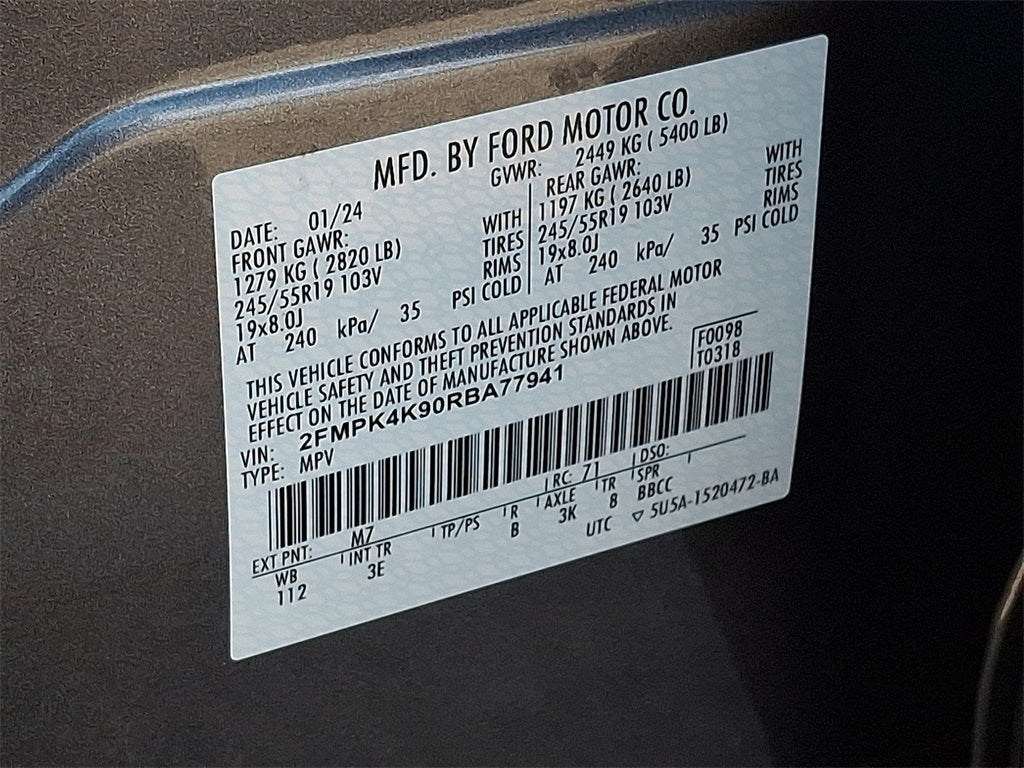 MFD. BY FORD MOTOR CO.
DATE: 01/24 GVWR: 2449 KG ( 5400 LB)
FRONT GAWR: REAR GAWR:
1279 KG ( 2820 LB) WITH 1197 KG ( 2640 LB) WITH
245/55R19 103V TIRES 245/55R19 103V TIRES
19x8.0J RIMS 19x8.0J RIMS
AT 240 kPa/ 35 PSI COLD AT 240 kPa/ 35 PSI COLD
THIS VEHICLE CONFORMS TO ALL APPLICABLE FEDERAL MOTOR
VEHICLE SAFETY AND THEFT PREVENTION STANDARDS IN
EFFECT ON THE DATE OF MANUFACTURE SHOWN ABOVE.
F0098
T0318
VIN: 2FMPK4K90RBA77941
TYPE: MPV
EXT PNT: M7 RC: 71 DSO:
WB INT TR TP/PS R AXLE TR SPR
112 3E B 3K 8 BBCC
UTC ▽ 5U5A-1520472-BA